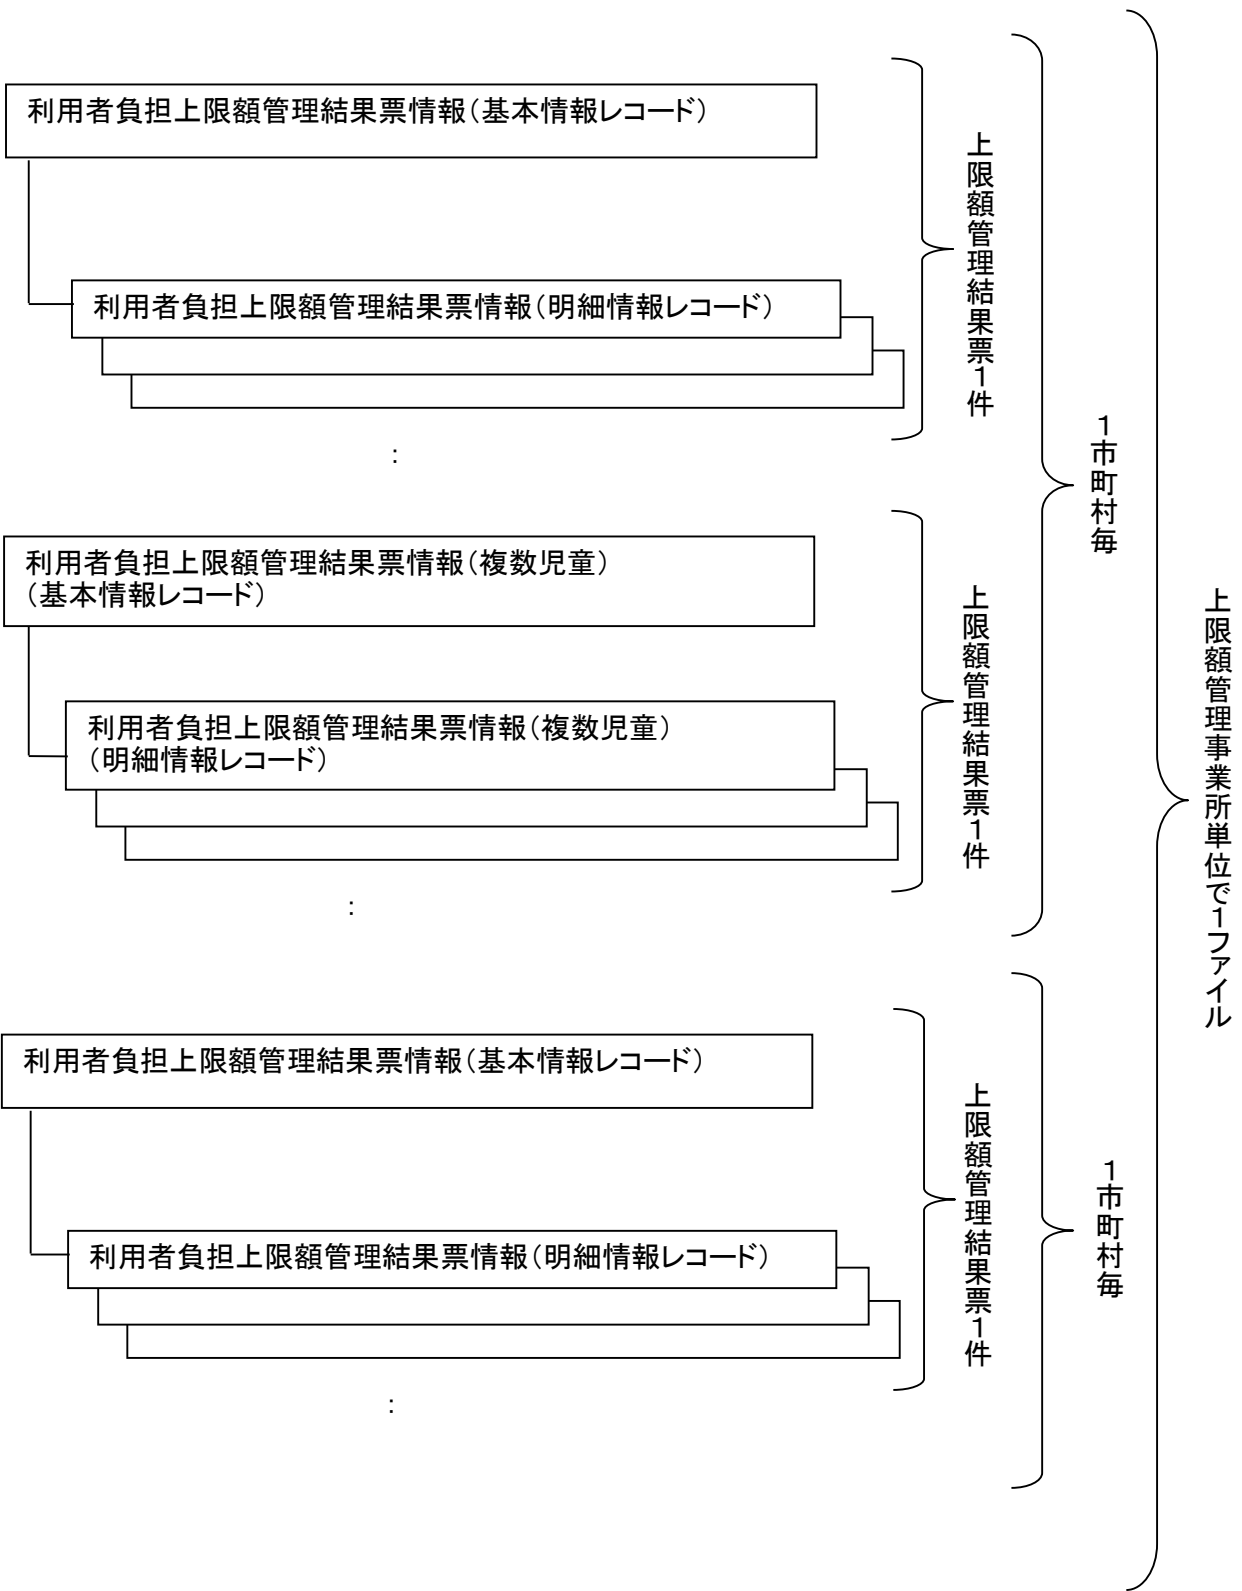 利用者負担上限額管理結果票情報（基本情報レコード）
利用者負担上限額管理結果票情報（明細情報レコード）
：
上限額管理結果票１件
利用者負担上限額管理結果票情報（複数児童）
（基本情報レコード）
利用者負担上限額管理結果票情報（複数児童）
（明細情報レコード）
：
上限額管理結果票１件
１市町村毎
利用者負担上限額管理結果票情報（基本情報レコード）
利用者負担上限額管理結果票情報（明細情報レコード）
：
上限額管理結果票１件
１市町村毎
上限額管理事業所単位で１ファイル